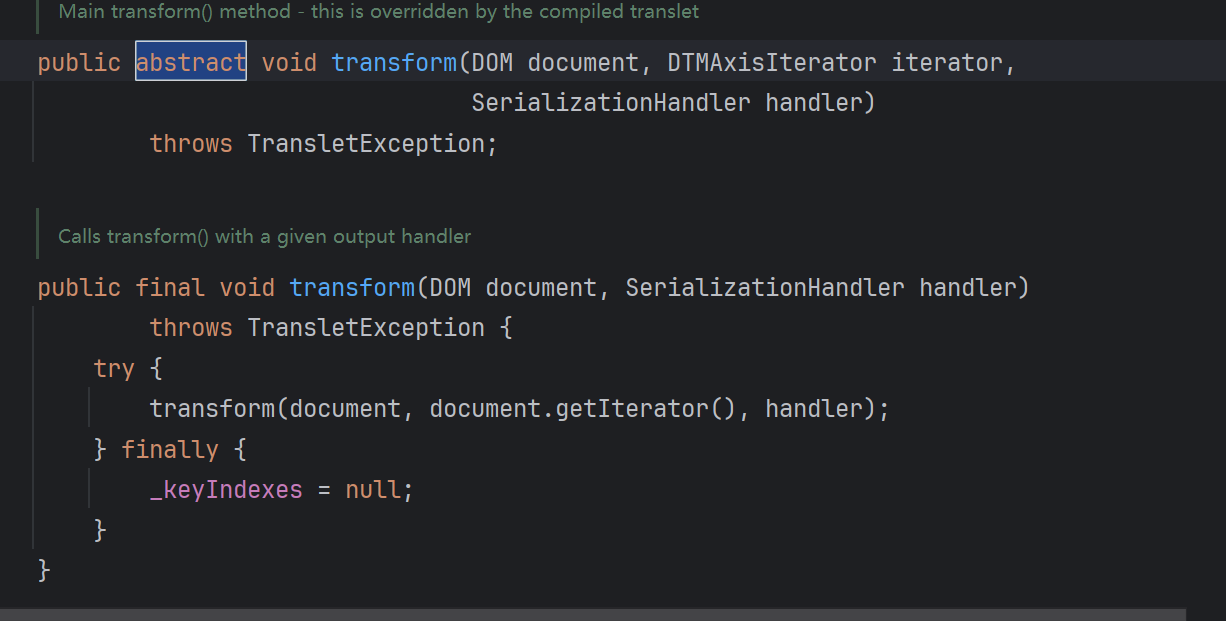 Main transform() method - this is overridden by the compiled translet
public abstract void transform(DOM document, DTMAxisIterator iterator,
SerializationHandler handler)
throws TransletException;
Calls transform() with a given output handler
public final void transform(DOM document, SerializationHandler handler)
throws TransletException {
try {
transform(document, document.getIterator(), handler);
} finally {
_keyIndexes = null;
}
}